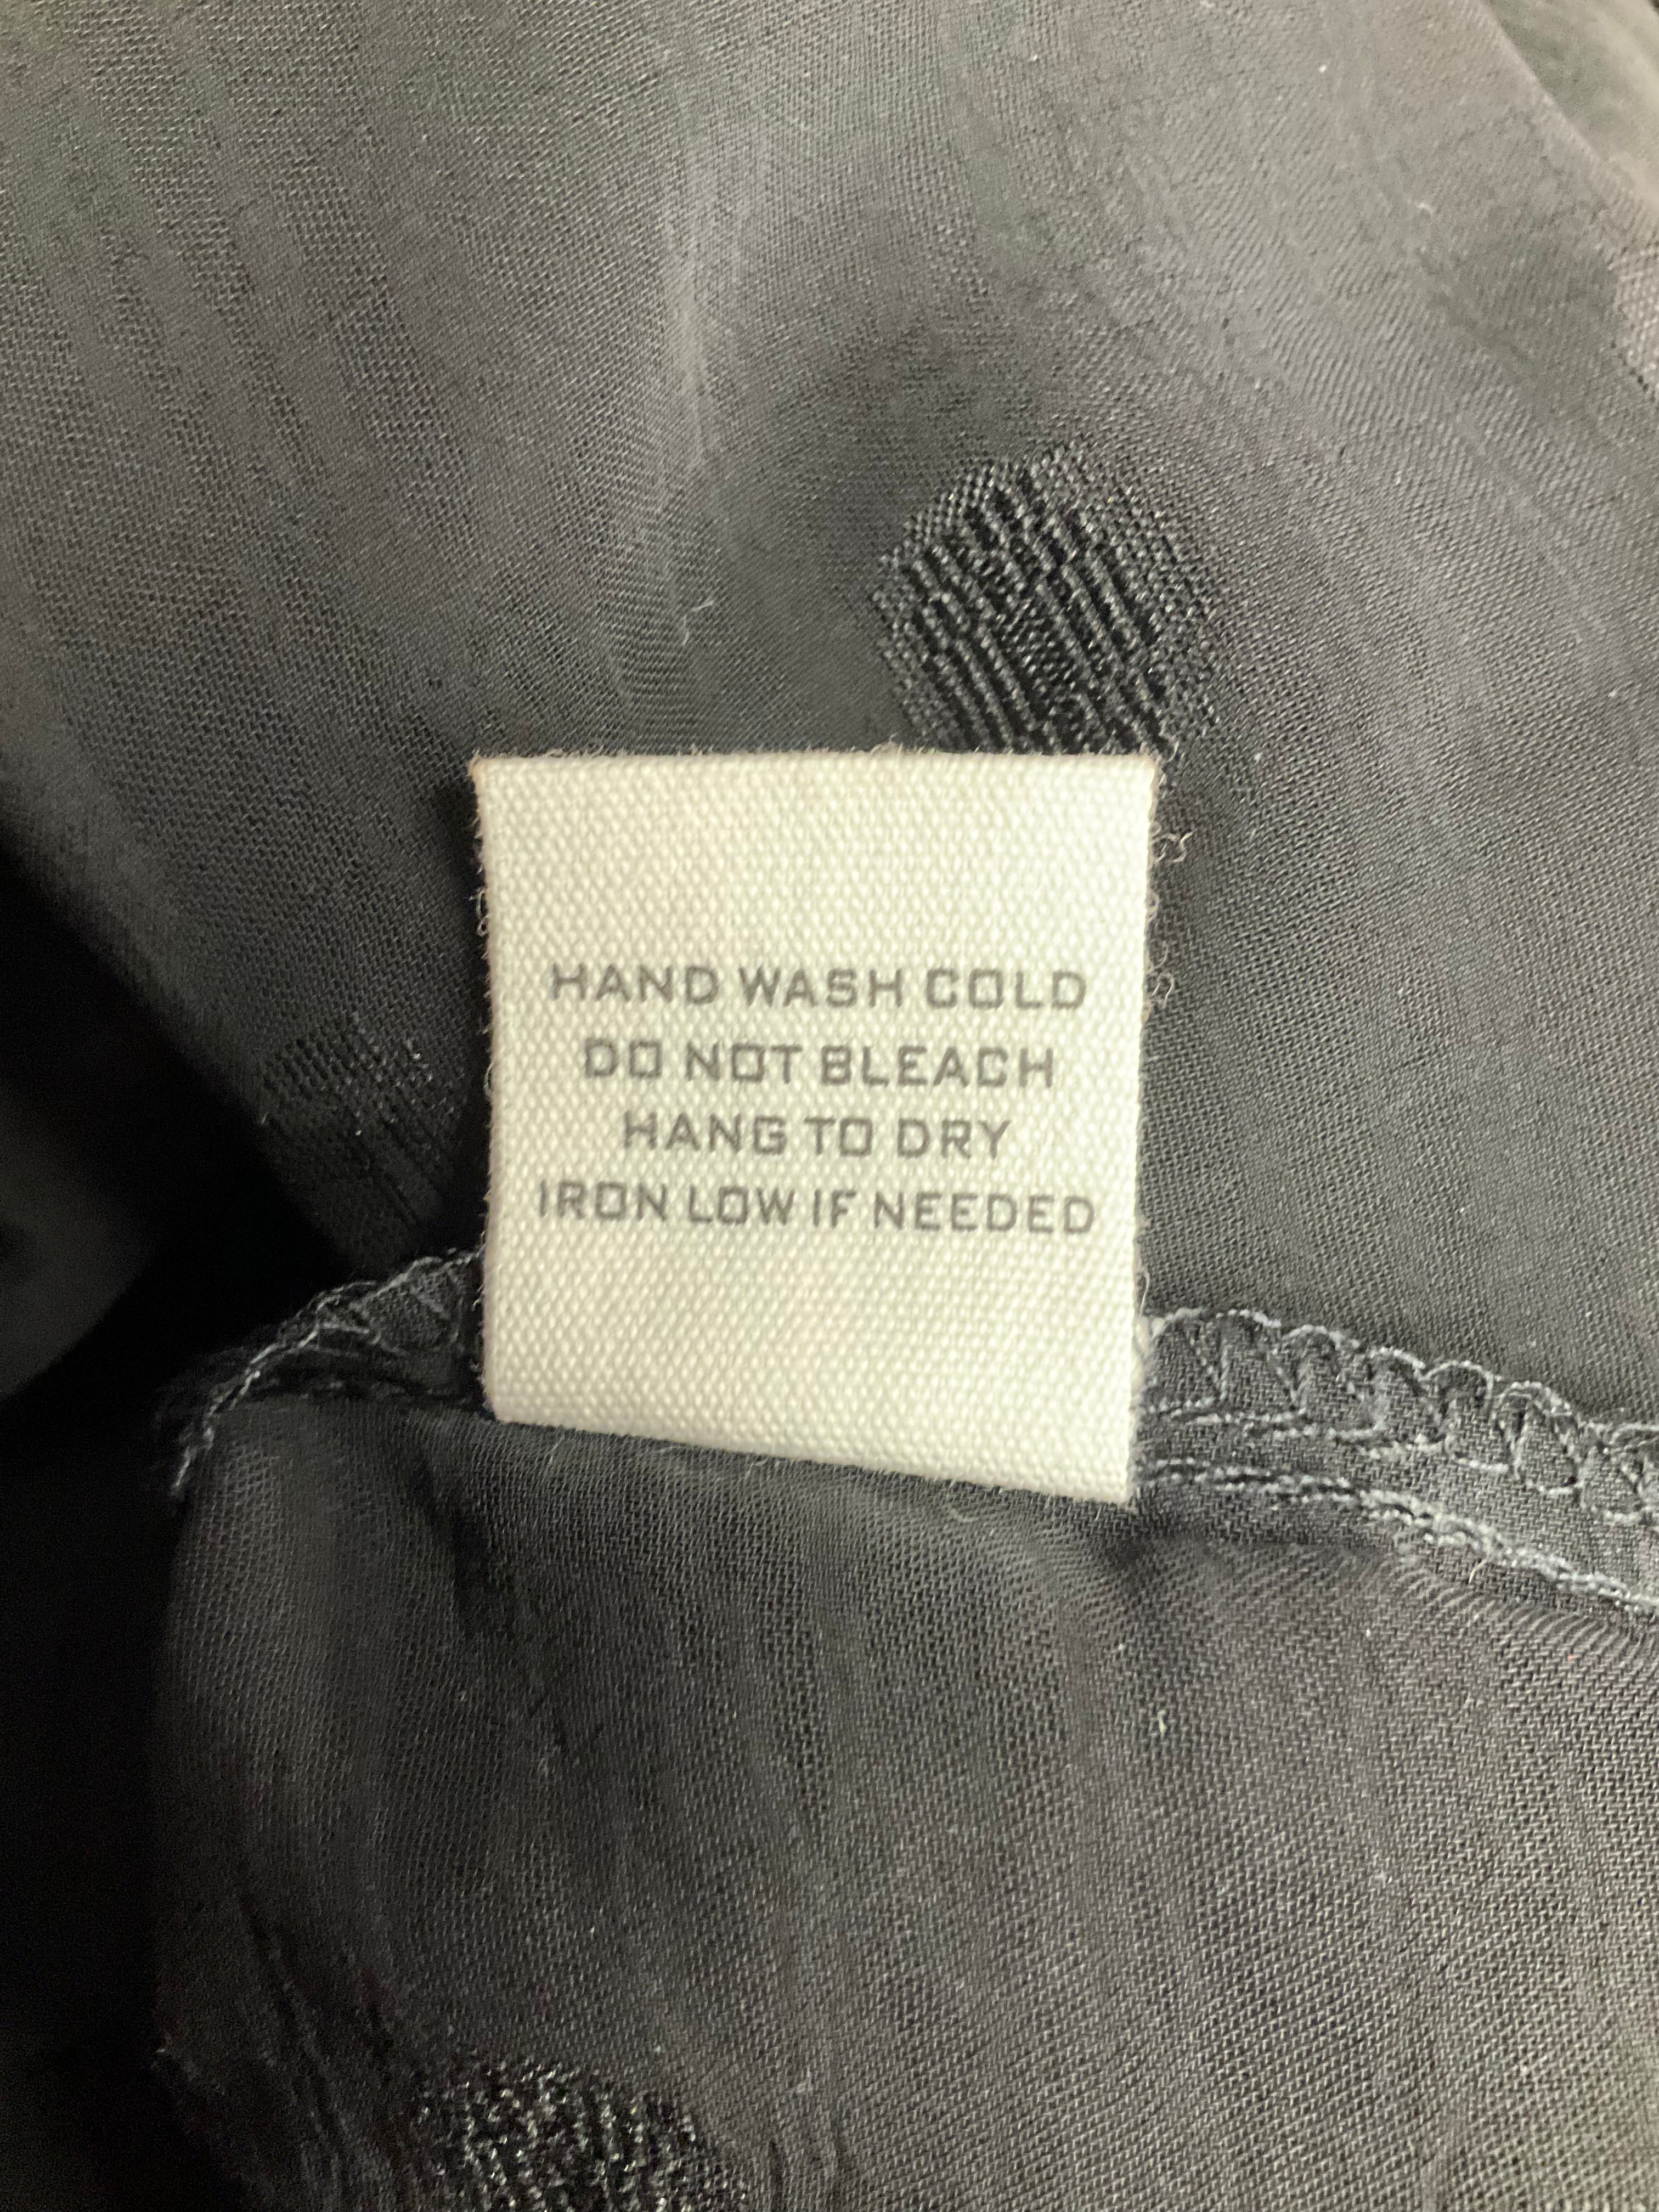 HAND WASH COLD
DO NOT BLEACH
HANG TO DRY
IRON LOW IF NEEDED